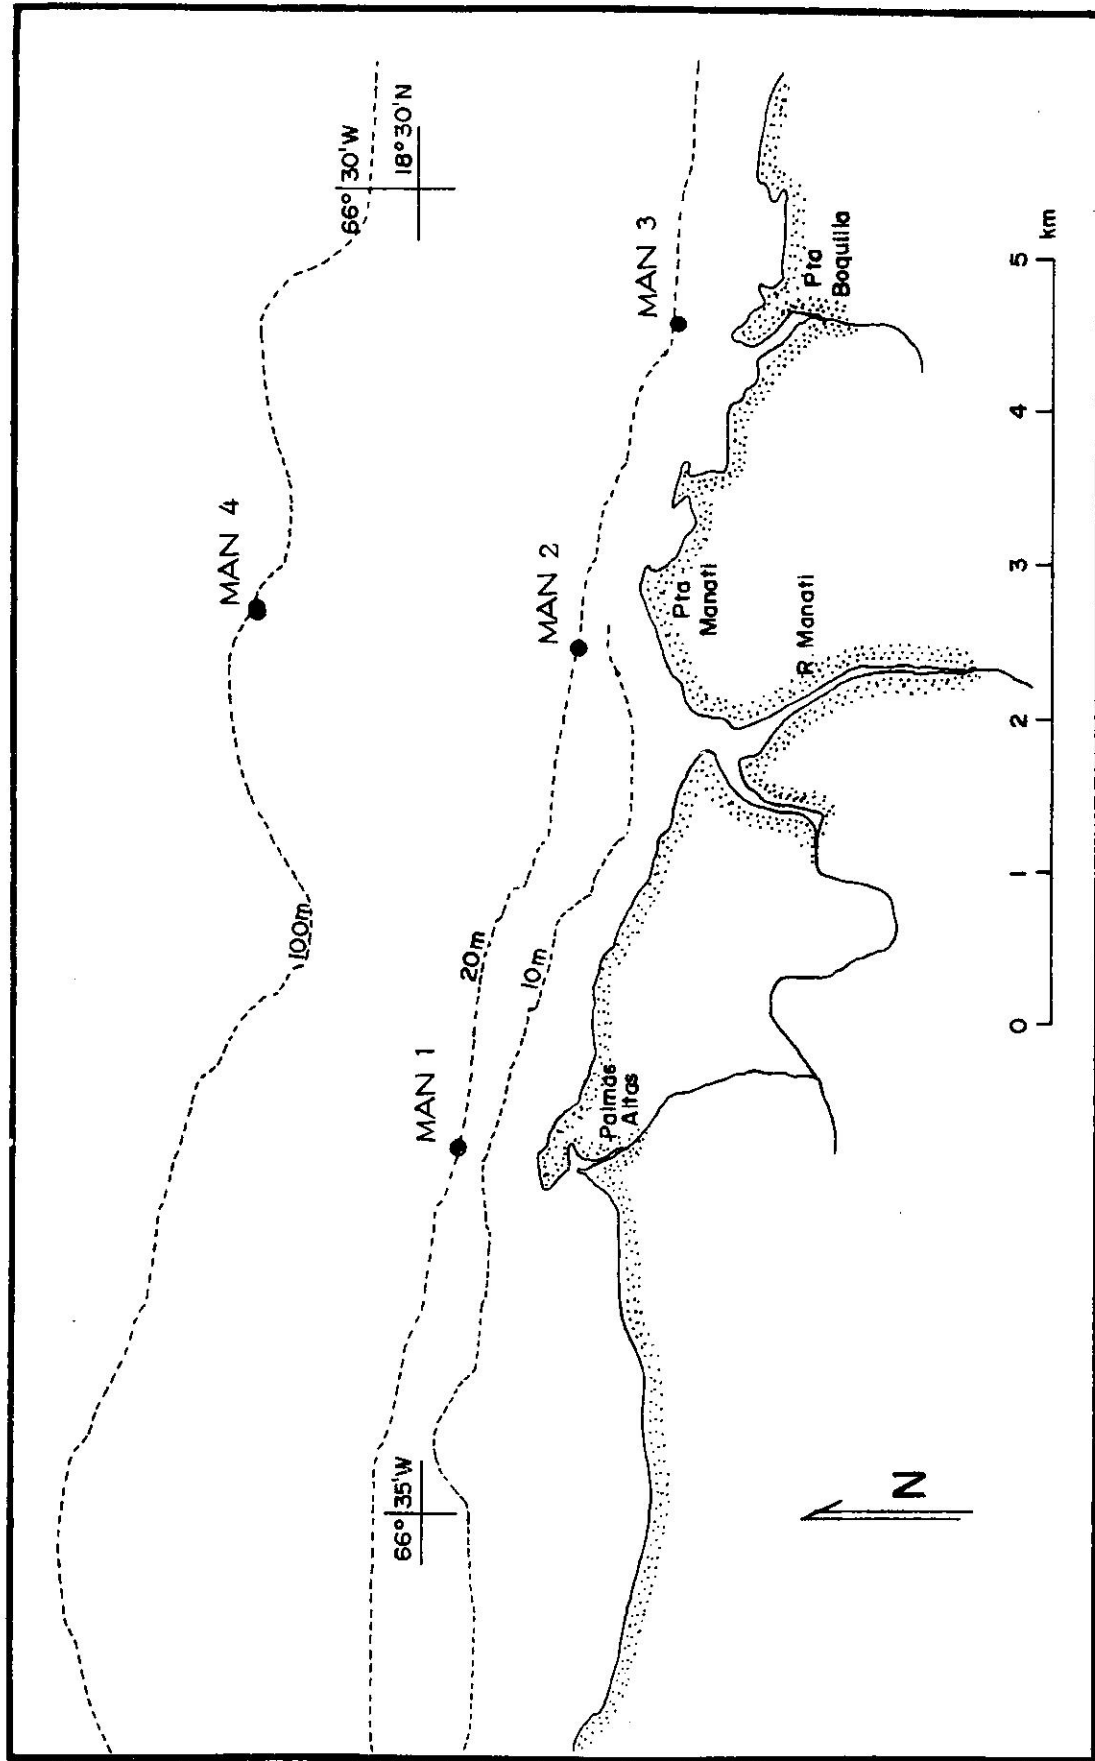 66° 30'W
18° 30'N
MAN 4
100m
MAN 3
MAN 2
20m
10m
MAN 1
66° 35'W
Pta
Boquilla
Pta
Manati
R Manati
Palmas
Altas
N
0 1 2 3 4 5
km